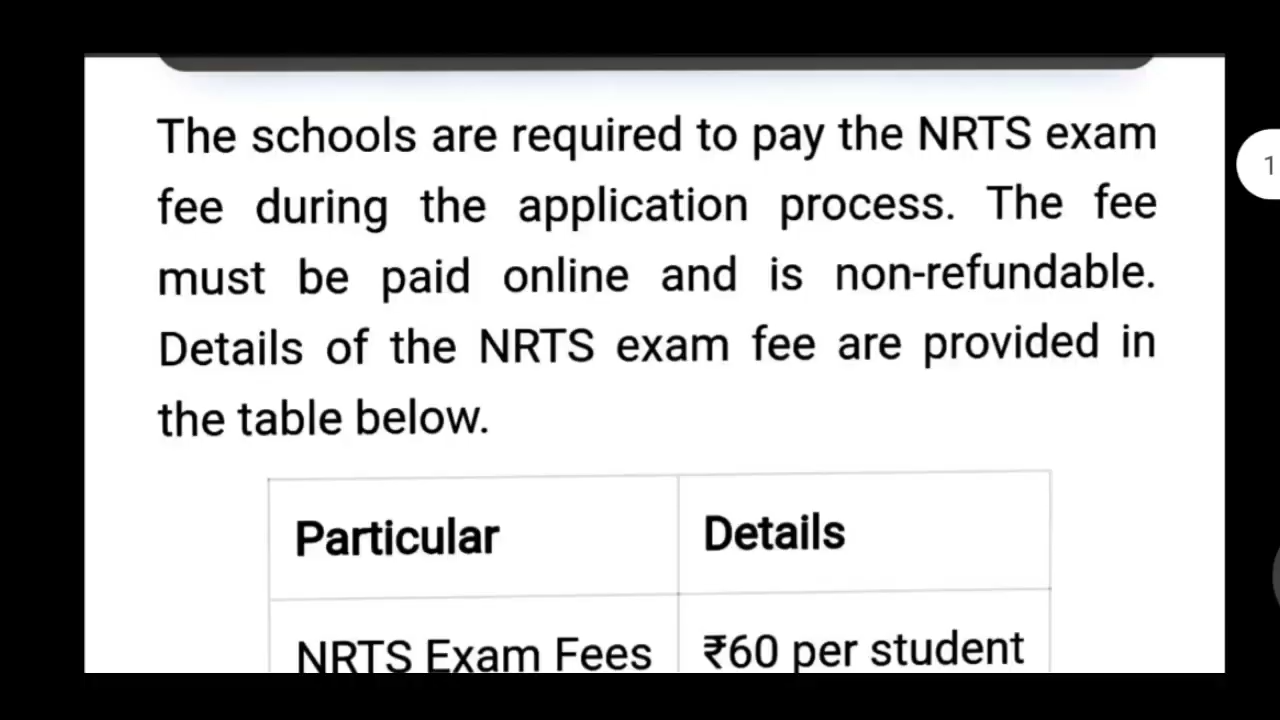 The schools are required to pay the NRTS exam
fee during the application process. The fee
must be paid online and is non-refundable.
Details of the NRTS exam fee are provided in
the table below.
Particular Details
NRTS Exam Fees ₹60 per student
1